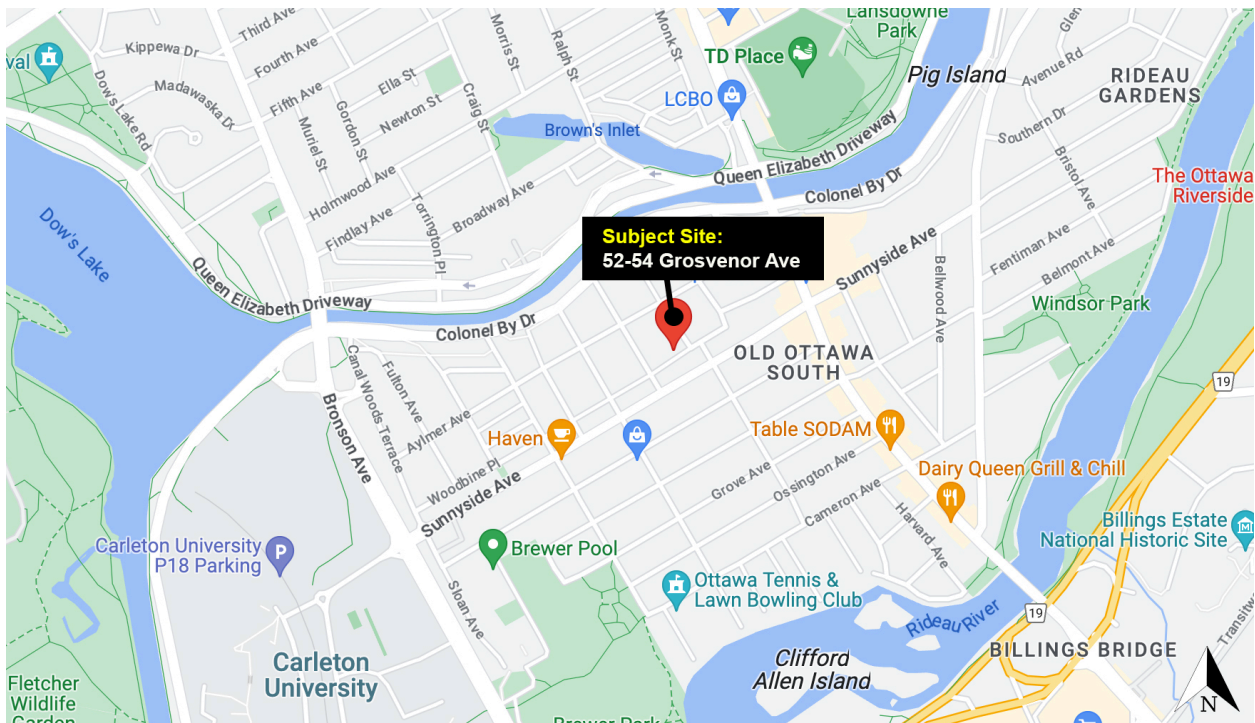 Lansdowne
Park
Third Ave
Kippewa Dr
val
Fourth Ave
Morris St
Ralph St
Monk St
TD Place
Pig Island
Glen
Avenue Rd
RIDEAU
GARDENS
Dow's Lake Rd
Madawaska Dr
Fifth Ave
Ella St
Craig St
LCBO
Muriel St
Gordon St
Newton St
Brown's Inlet
Southern Dr
Bristol Ave
Queen Elizabeth Driveway
Colonel By Dr
The Ottawa
Riverside
Holmwood Ave
Findlay Ave
Torrington Pl
Broadway Ave
Dow's Lake
Subject Site:
52-54 Grosvenor Ave
Sunnyside Ave
Fentiman Ave
Belmont Ave
Bellwood Ave
Windsor Park
Queen Elizabeth Driveway
Colonel By Dr
OLD OTTAWA
SOUTH
19
Canal Woods Terrace
Fulton Ave
Aylmer Ave
Bronson Ave
Haven
Table SODAM
Woodbine Pl
Sunnyside Ave
Grove Ave
Ossington Ave
Cameron Ave
Harvard Ave
Dairy Queen Grill & Chill
Carleton University
P18 Parking
P
Brewer Pool
Billings Estate
National Historic Site
Sloan Ave
Ottawa Tennis &
Lawn Bowling Club
Rideau River
19
Transitw
BILLINGS BRIDGE
Carleton
University
Clifford
Allen Island
Fletcher
Wildlife
Garden
Brewer Park
N